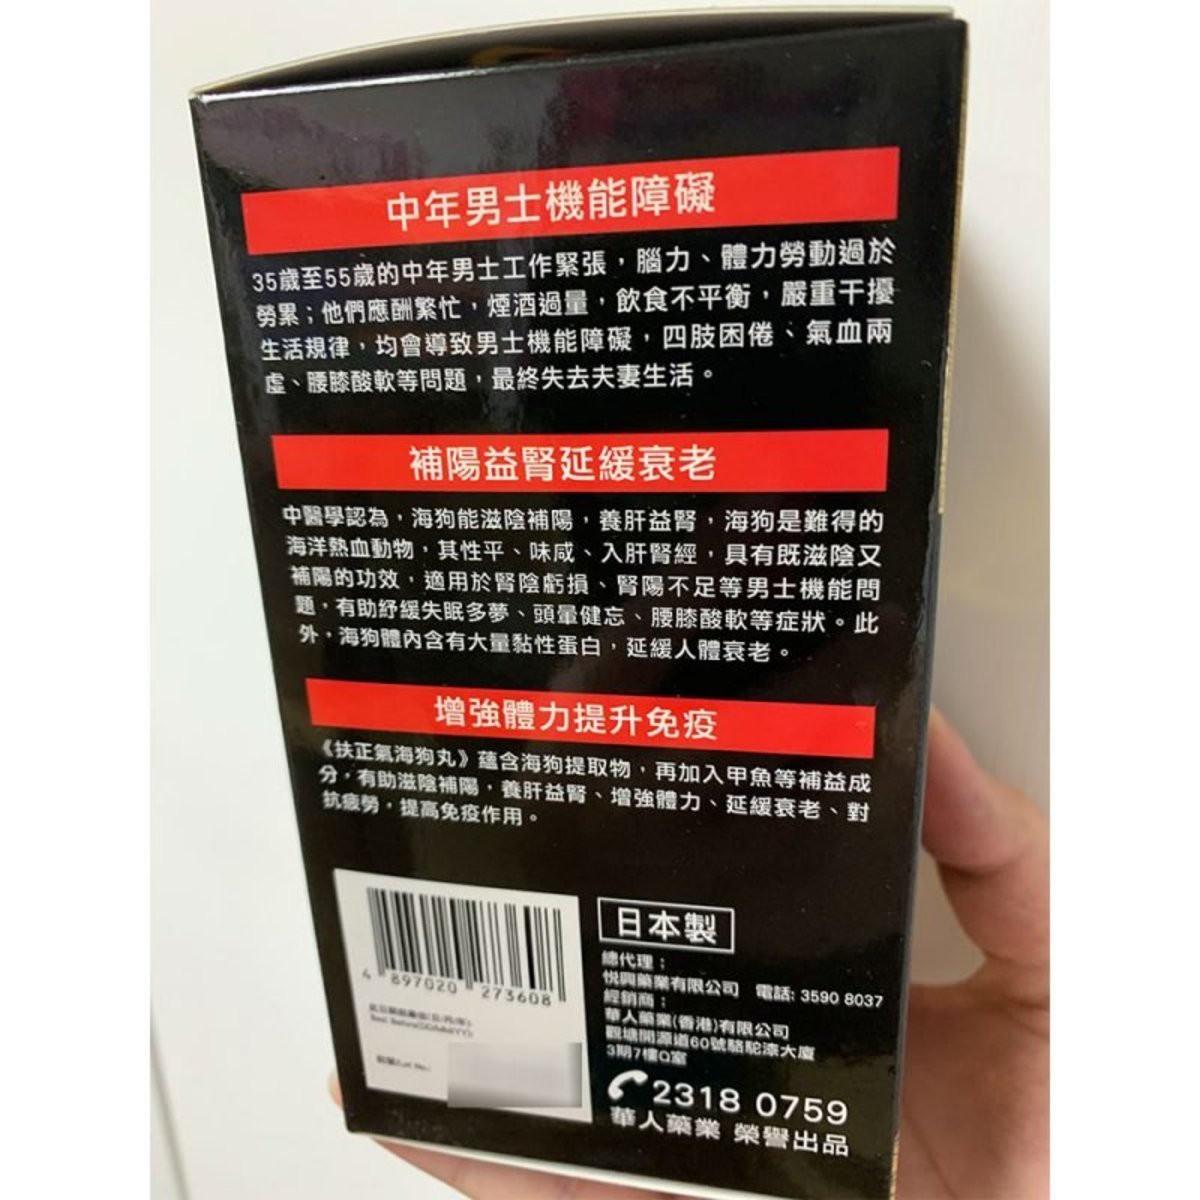 中年男士機能障礙
35歲至55歲的中年男士工作緊張，腦力、體力勞動過於
勞累；他們應酬繁忙，煙酒過量，飲食不平衡，嚴重干擾
生活規律，均會導致男士機能障礙，四肢困倦、氣血兩
虛、腰膝酸軟等問題，最終失去夫妻生活。
補陽益腎延緩衰老
中醫學認為，海狗能滋陰補陽，養肝益腎，海狗是難得的
海洋熱血動物，其性平、味咸、入肝腎經，具有既滋陰又
補陽的功效，適用於腎陰虧損、腎陽不足等男士機能問
題，有助紓緩失眠多夢、頭暈健忘、腰膝酸軟等症狀。此
外，海狗體內含有大量黏性蛋白，延緩人體衰老。
增強體力提升免疫
《扶正氣海狗丸》蘊含海狗提取物，再加入甲魚等補益成
分，有助滋陰補陽，養肝益腎、增強體力、延緩衰老、對
抗疲勞，提高免疫作用。
4 897020 273608
日本製
總代理：
悅興藥業有限公司 電話: 3590 8037
經銷商：
華人藥業(香港)有限公司
觀塘開源道60號駱駝漆大廈
3期7樓Q室
2318 0759
華人藥業 榮譽出品